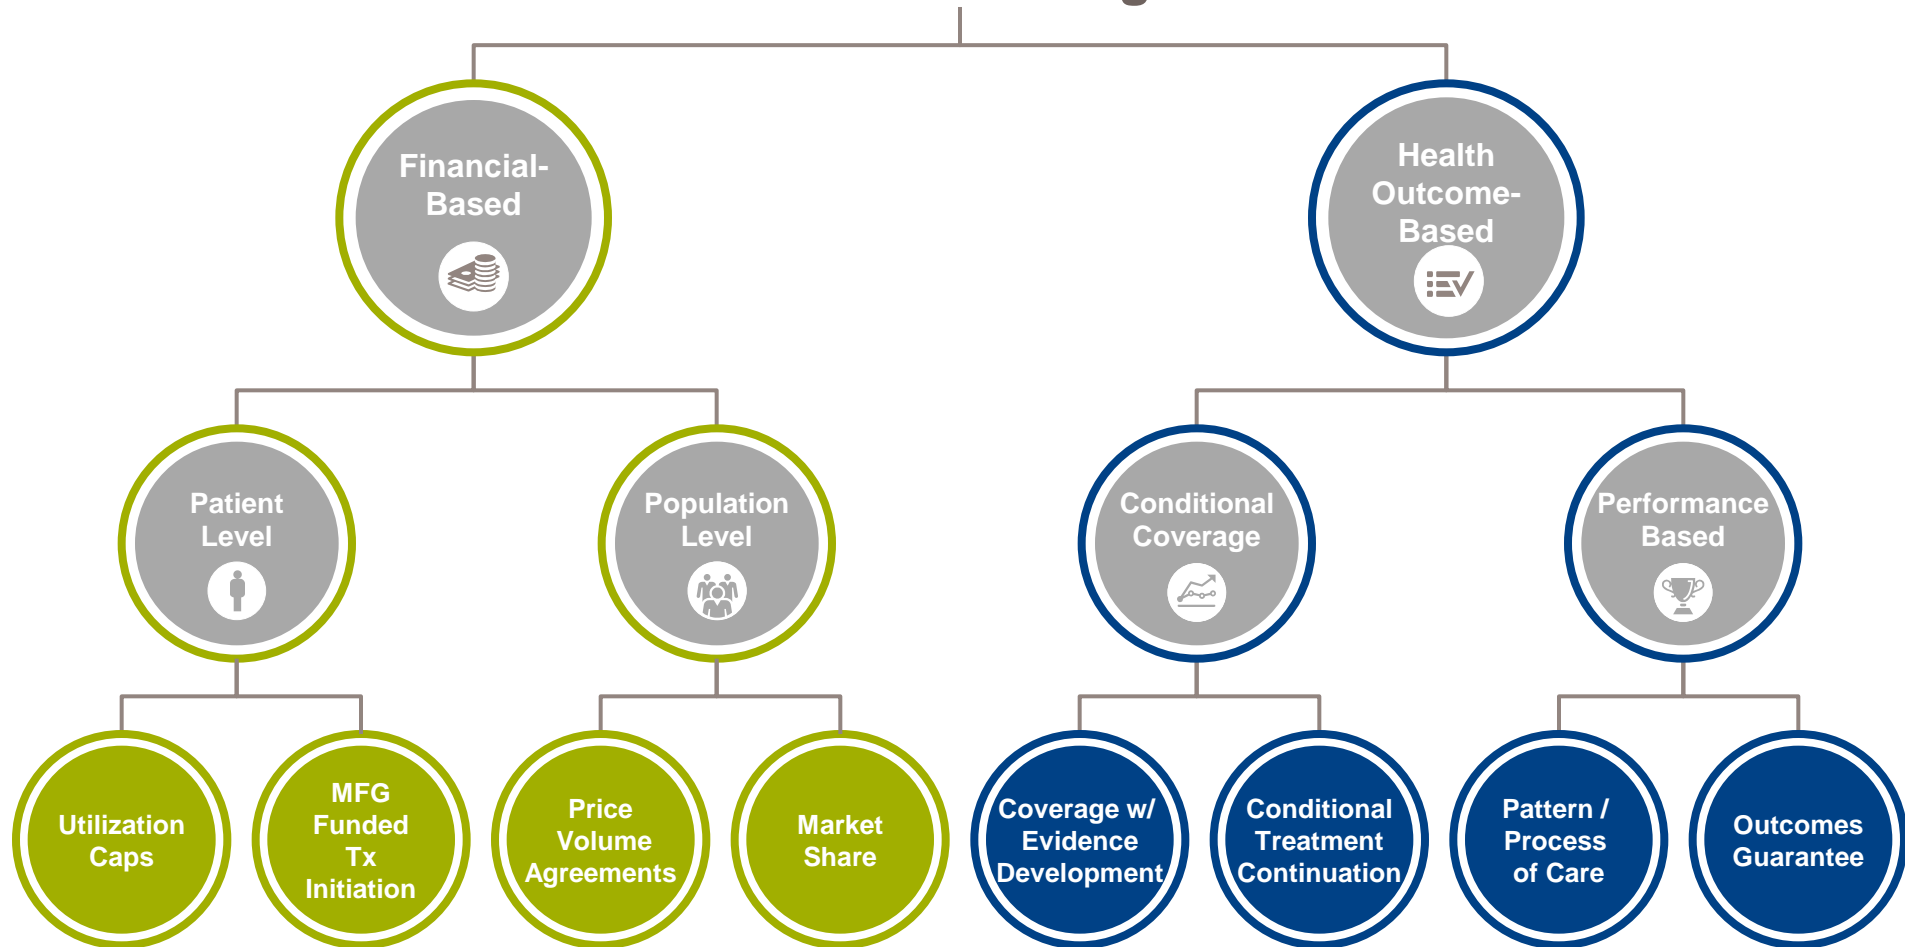 Financial-
Based
Health
Outcome-
Based
Patient
Level
Population
Level
Conditional
Coverage
Performance
Based
Utilization
Caps
MFG
Funded
Tx
Initiation
Price
Volume
Agreements
Market
Share
Coverage w/
Evidence
Development
Conditional
Treatment
Continuation
Pattern /
Process
of Care
Outcomes
Guarantee